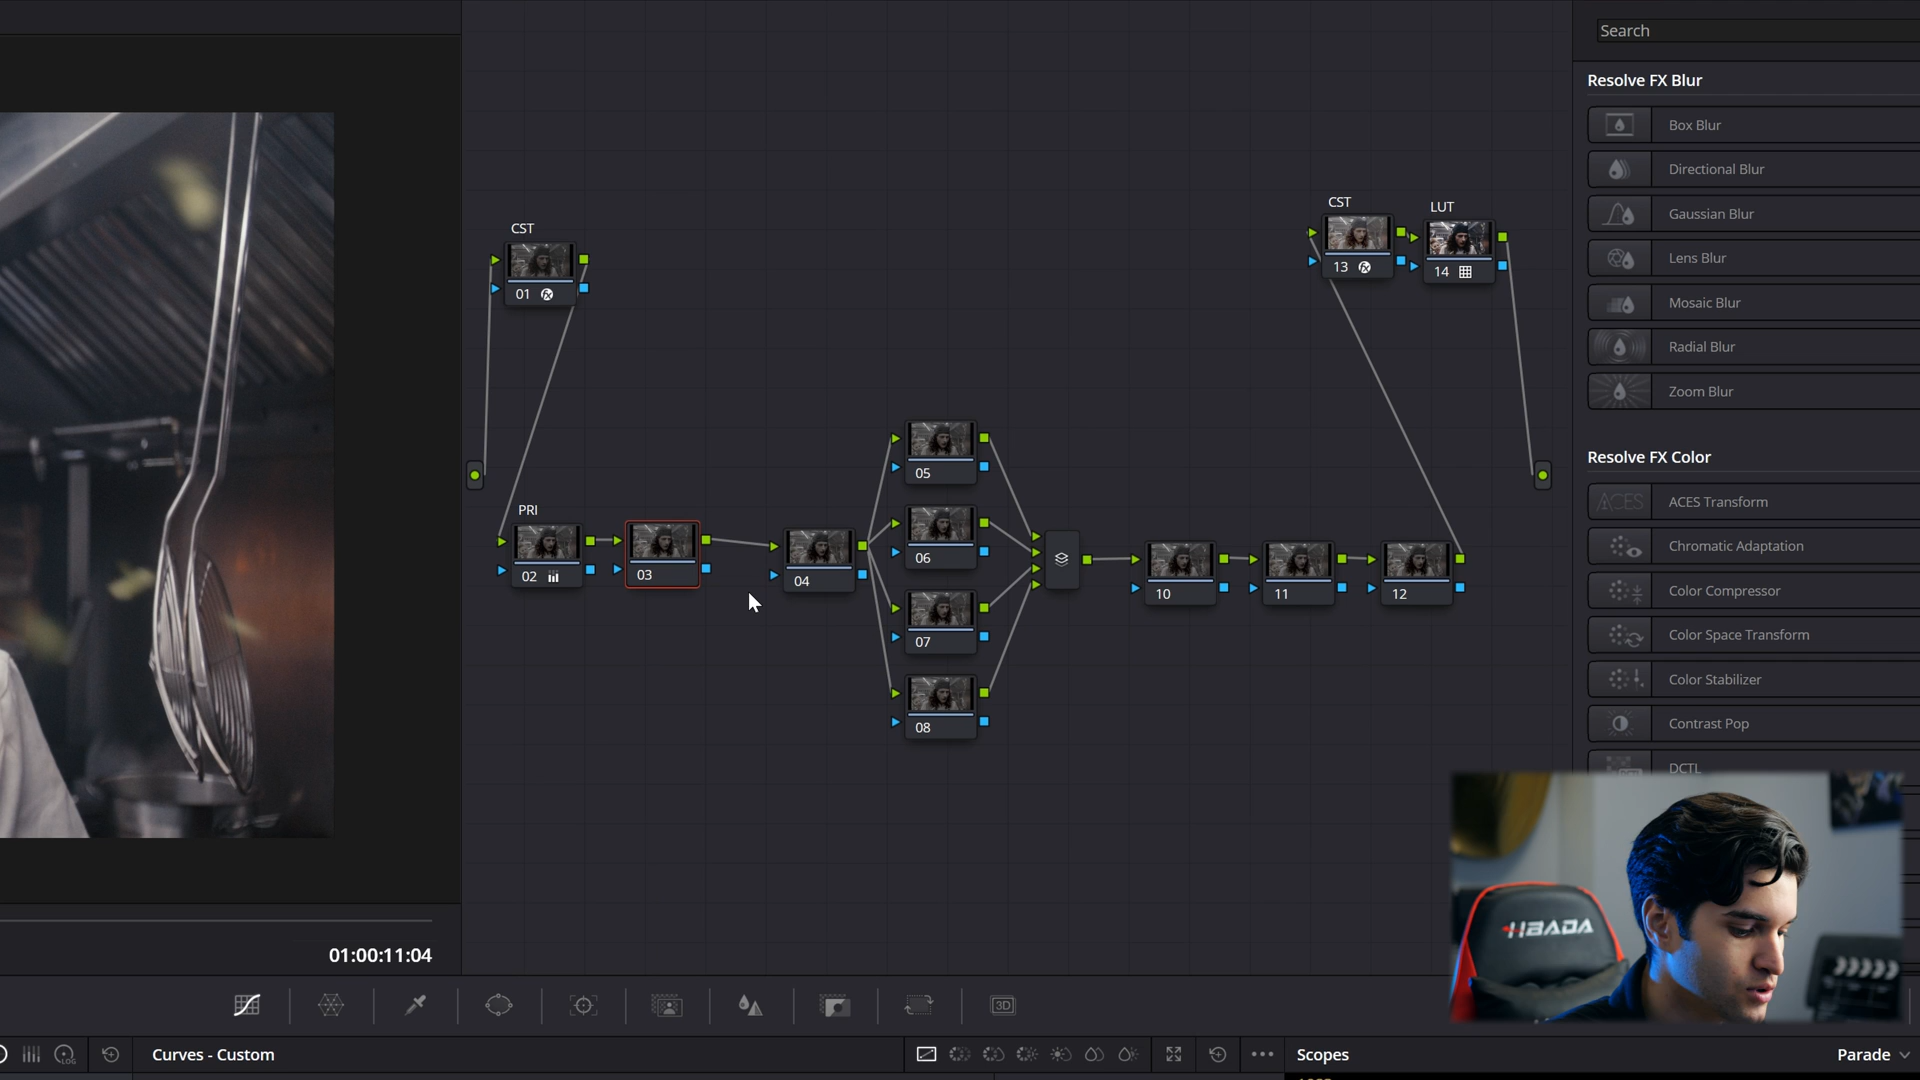 Search
Resolve FX Blur
Box Blur
Directional Blur
Gaussian Blur
Lens Blur
Mosaic Blur
Radial Blur
Zoom Blur
Resolve FX Color
ACES
ACES Transform
Chromatic Adaptation
Color Compressor
Color Space Transform
Color Stabilizer
Contrast Pop
DCTL
CST
01
PRI
02
03
04
05
06
07
08
10
11
12
CST
13
LUT
14
HBADA
01:00:11:04
3D
LOG
Curves - Custom
Scopes
Parade